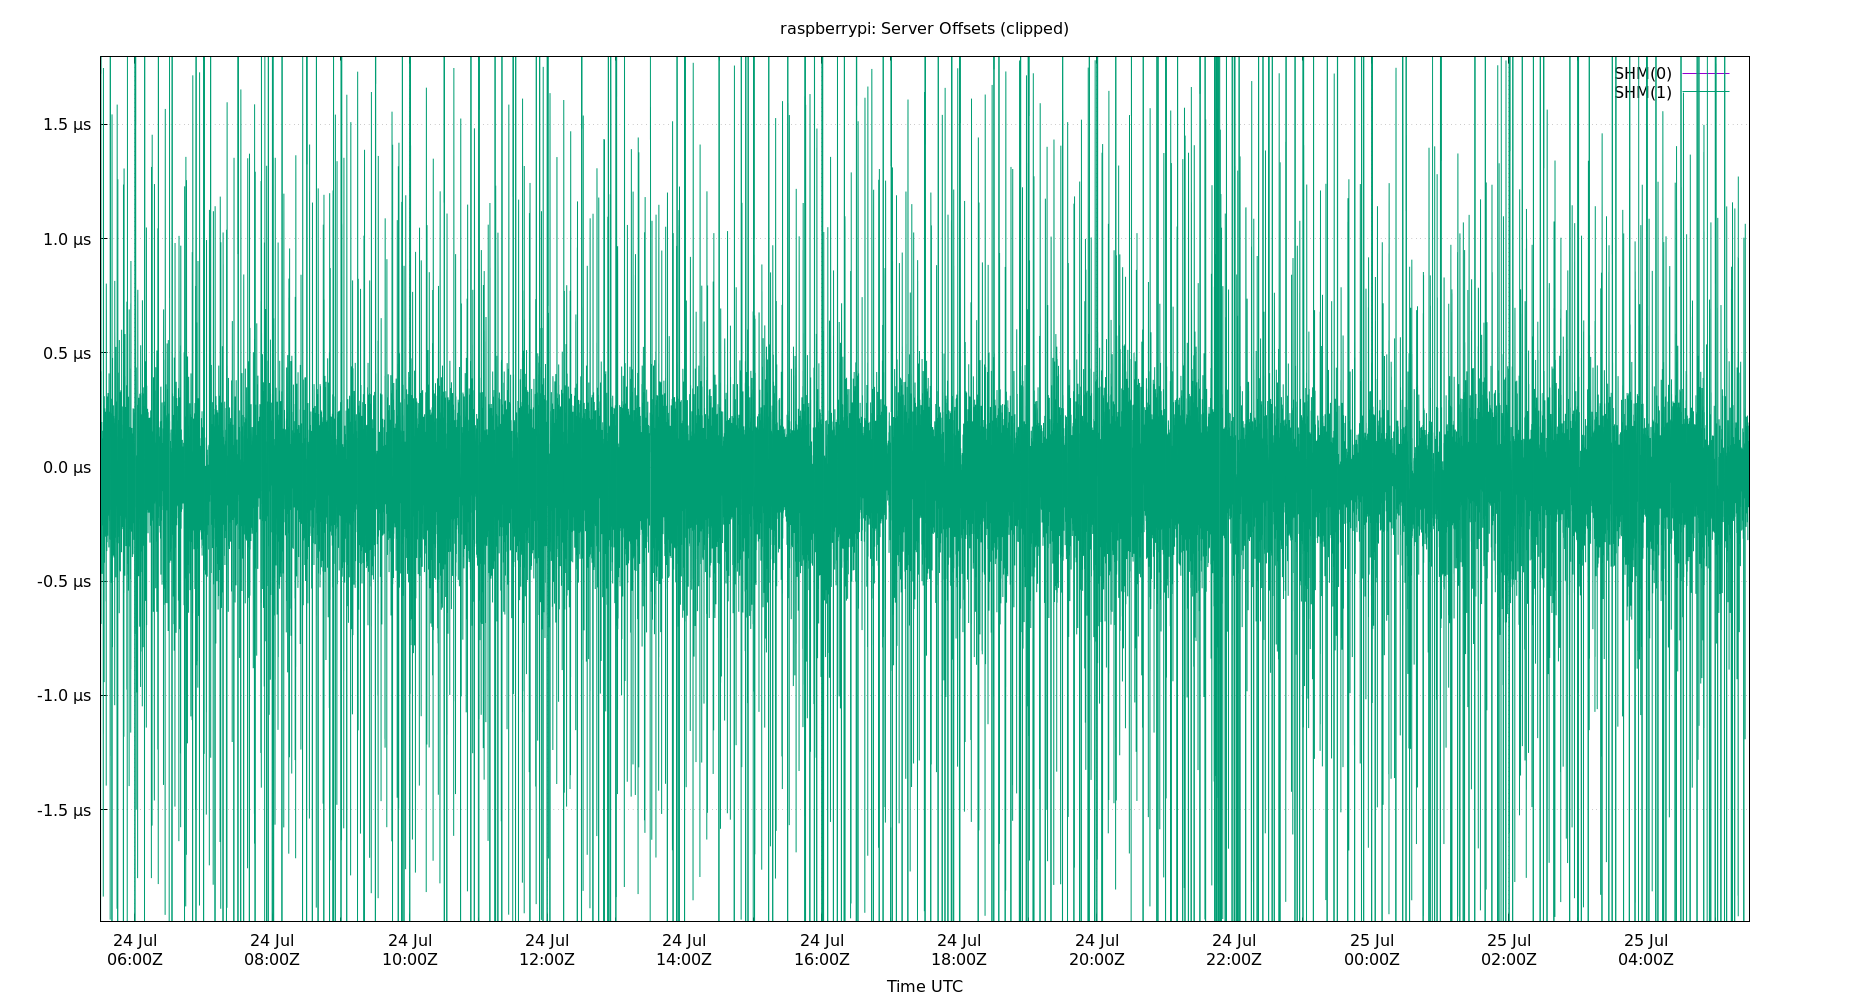 raspberrypi: Server Offsets (clipped)
SHM(0)
SHM(1)
1.5 µs
1.0 µs
0.5 µs
0.0 µs
-0.5 µs
-1.0 µs
-1.5 µs
24 Jul 24 Jul 24 Jul 24 Jul 24 Jul 24 Jul 24 Jul 24 Jul 24 Jul 25 Jul 25 Jul 25 Jul
06:00Z 08:00Z 10:00Z 12:00Z 14:00Z 16:00Z 18:00Z 20:00Z 22:00Z 00:00Z 02:00Z 04:00Z
Time UTC